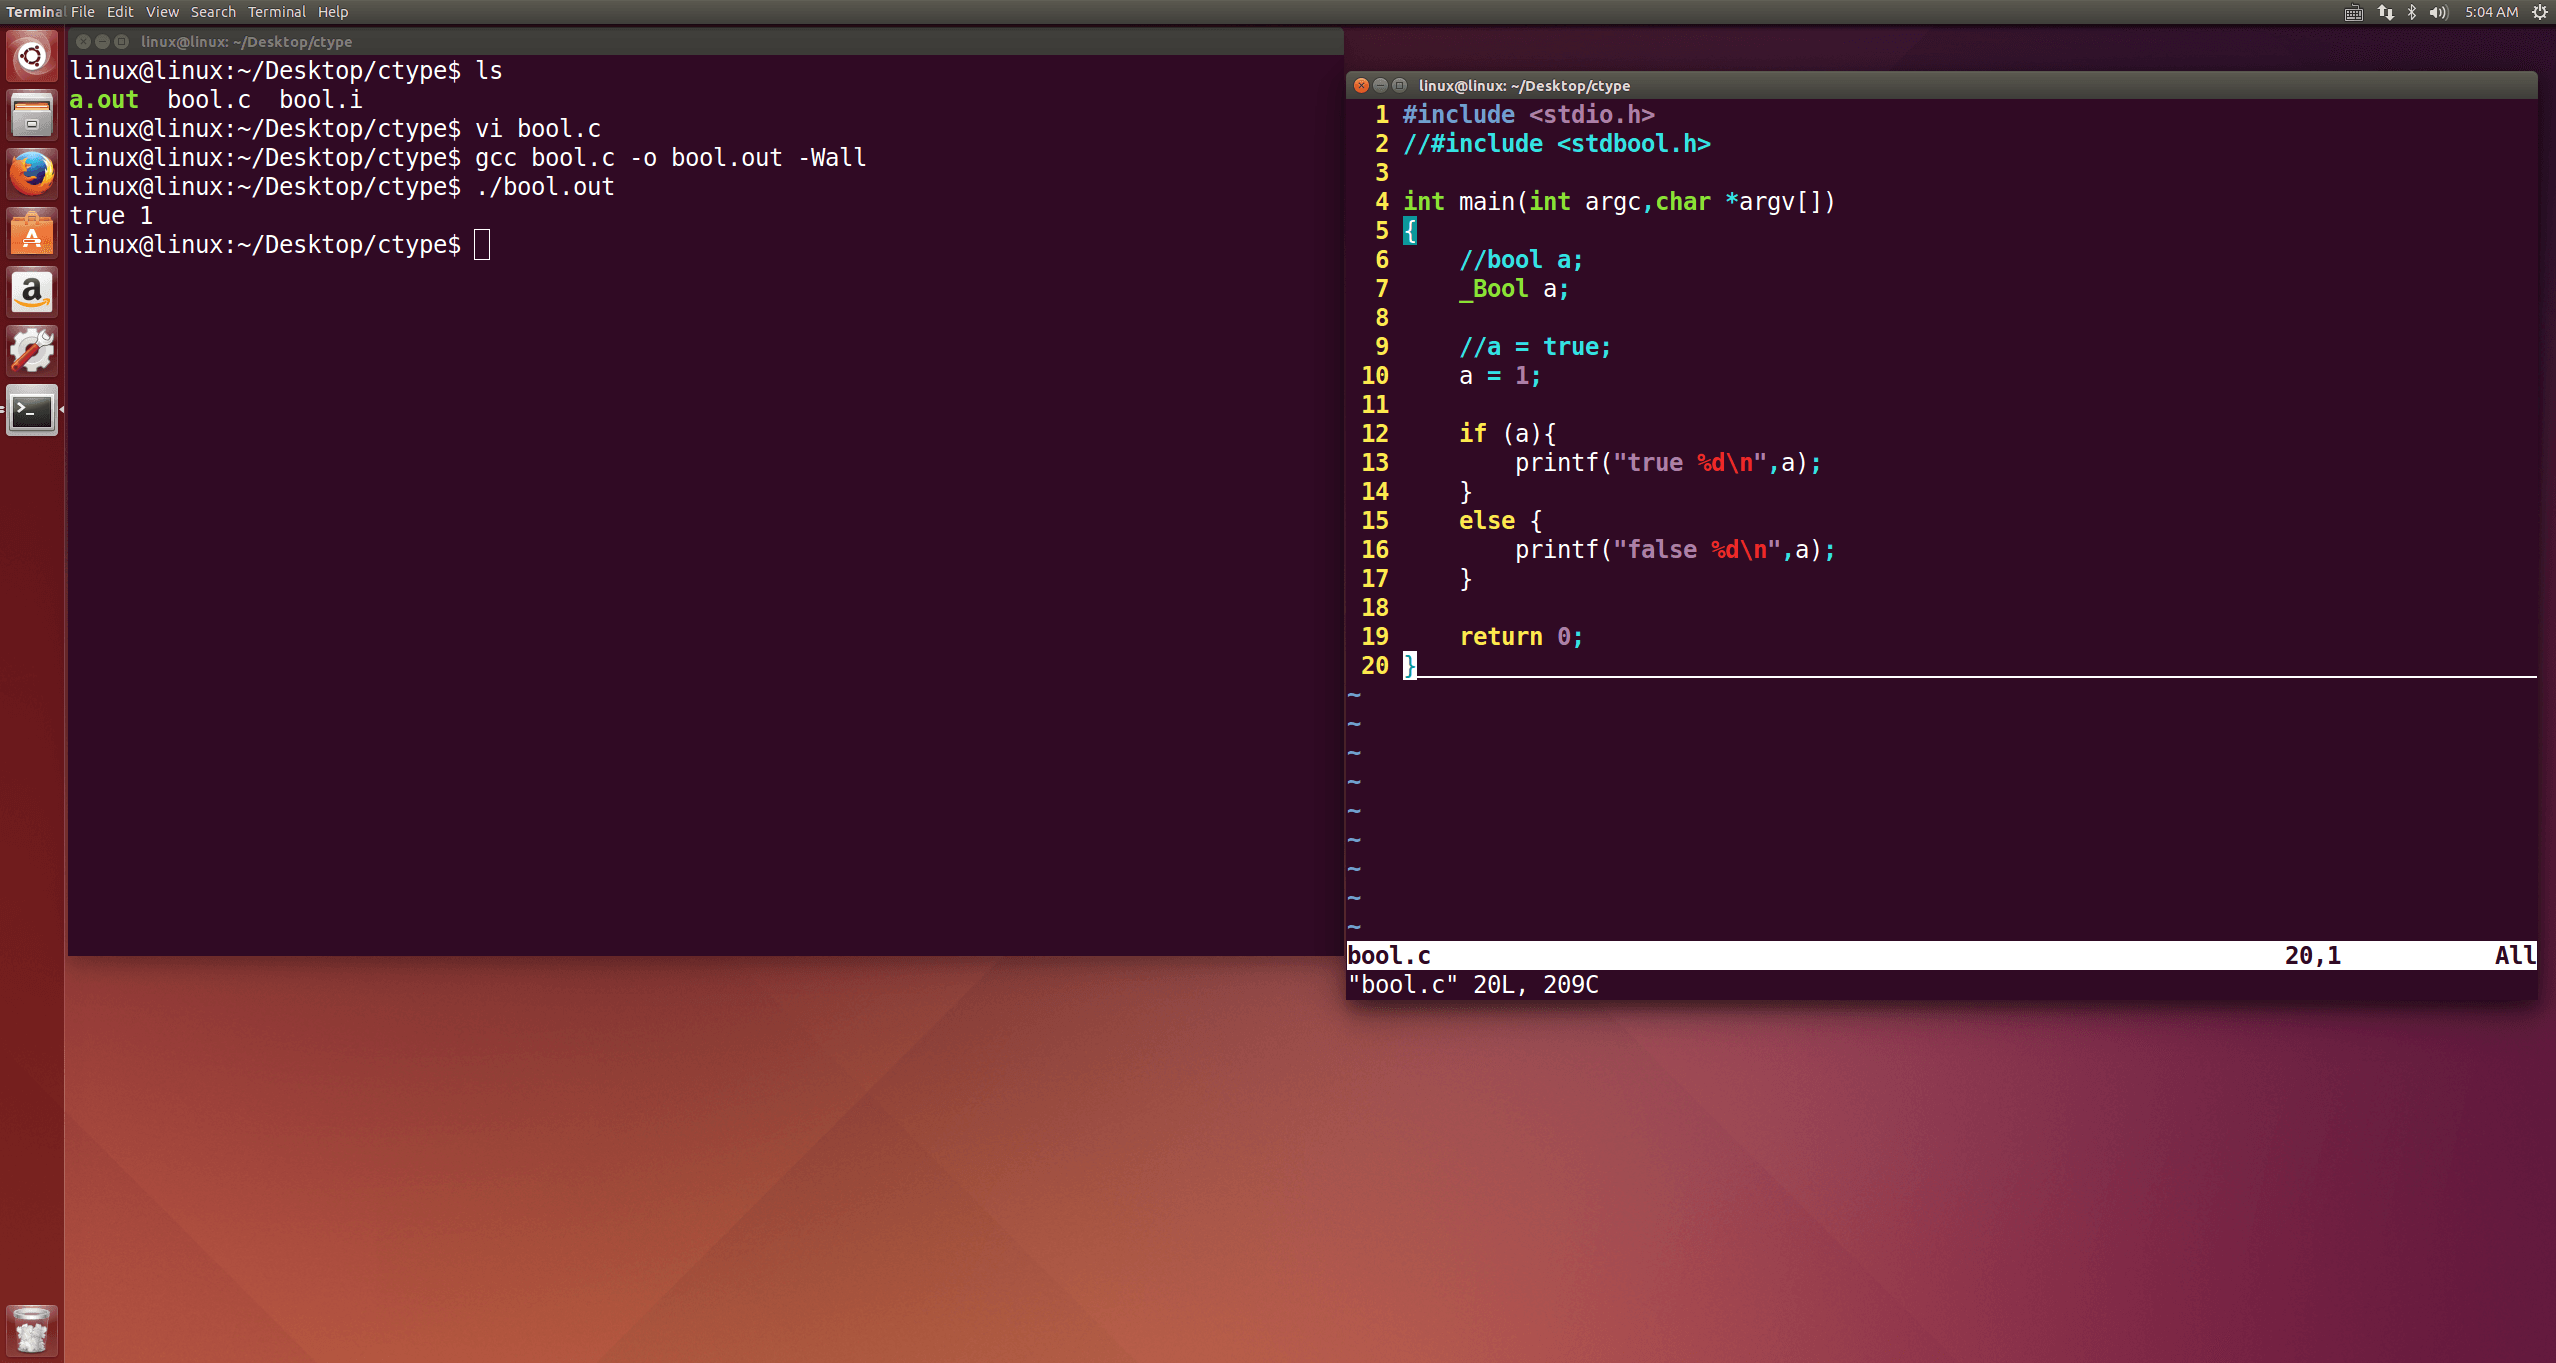 Terminal File Edit View Search Terminal Help
5:04 AM
linux@linux: ~/Desktop/ctype
linux@linux:~/Desktop/ctype$ ls
a.out  bool.c  bool.i
linux@linux:~/Desktop/ctype$ vi bool.c
linux@linux:~/Desktop/ctype$ gcc bool.c -o bool.out -Wall
linux@linux:~/Desktop/ctype$ ./bool.out
true 1
linux@linux:~/Desktop/ctype$
linux@linux: ~/Desktop/ctype
1 #include <stdio.h>
2 //#include <stdbool.h>
3
4 int main(int argc,char *argv[])
5 {
6     //bool a;
7     _Bool a;
8
9     //a = true;
10     a = 1;
11
12     if (a){
13         printf("true %d\n",a);
14     }
15     else {
16         printf("false %d\n",a);
17     }
18
19     return 0;
20 }
~
~
~
~
~
~
~
~
~
bool.c 20,1 All
"bool.c" 20L, 209C